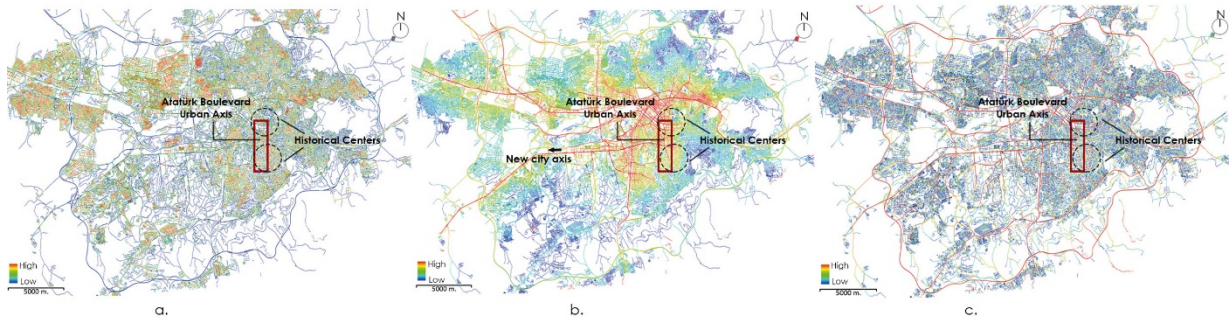 N
Atatürk Boulevard
Urban Axis
Historical Centers
High
Low
5000 m.
a.
N
Atatürk Boulevard
Urban Axis
Historical Centers
New city axis
High
Low
5000 m.
b.
N
Atatürk Boulevard
Urban Axis
Historical Centers
High
Low
5000 m.
c.